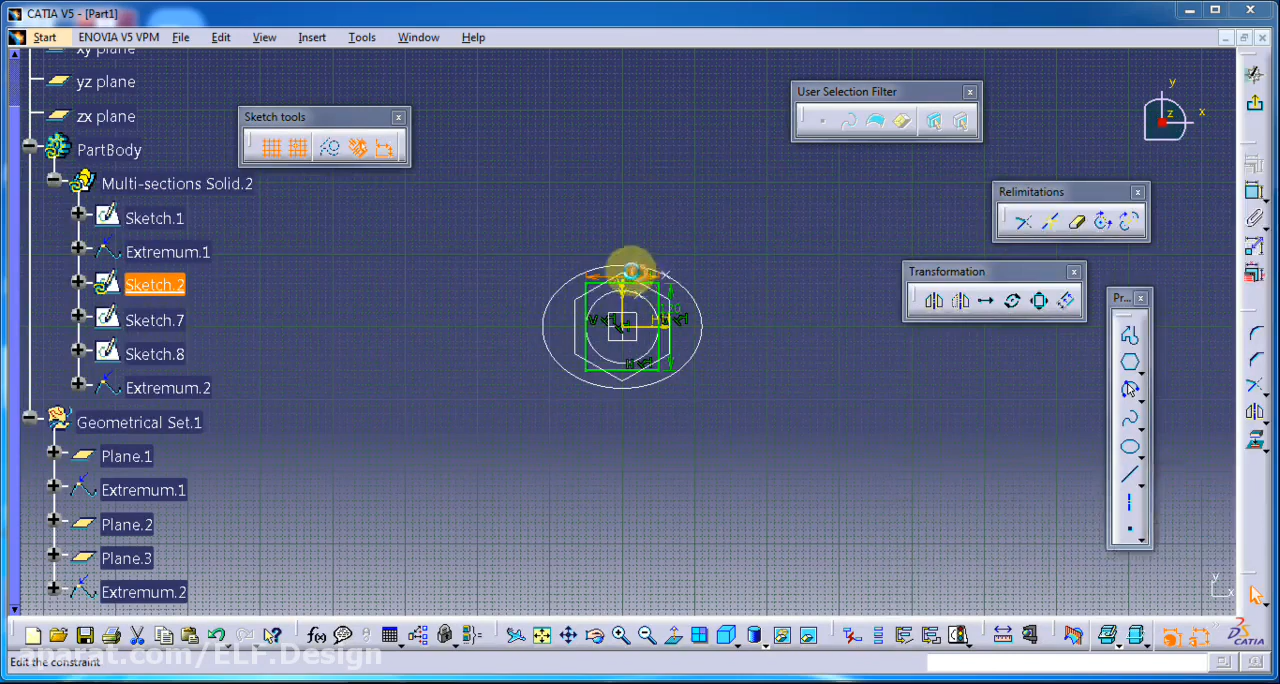 CATIA V5 - [Part1]
Start
ENOVIA V5 VPM
File
Edit
View
Insert
Tools
Window
Help
xy plane
yz plane
zx plane
PartBody
Multi-sections Solid.2
Sketch.1
Extremum.1
Sketch.2
Sketch.7
Sketch.8
Extremum.2
Geometrical Set.1
Plane.1
Extremum.1
Plane.2
Plane.3
Extremum.2
Sketch tools
User Selection Filter
Relimitations
Transformation
Pr...
y
x
z
V
H
y
x
f(x)
CATIA
aparat.com/ELF.Design
Edit the constraint